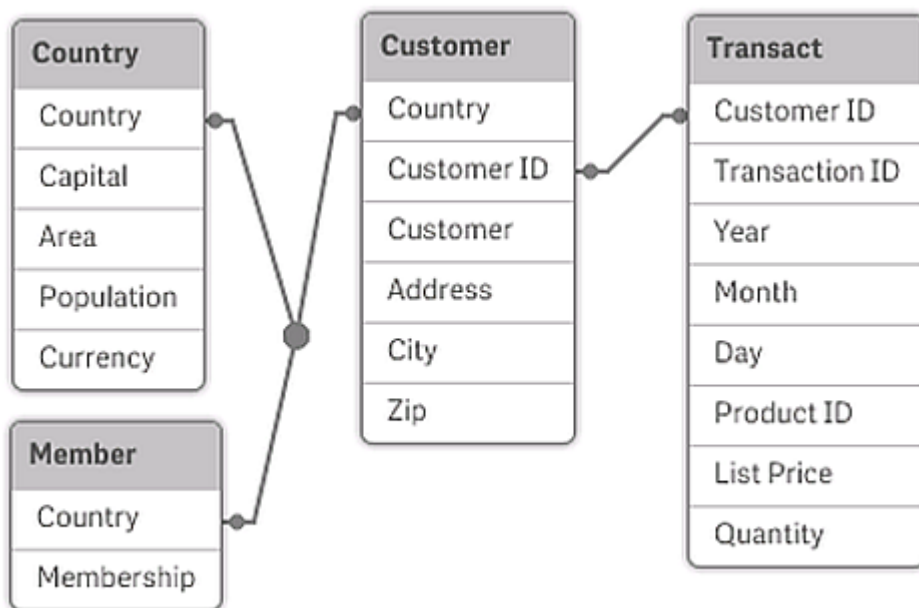 Country
Country
Capital
Area
Population
Currency
Member
Country
Membership
Customer
Country
Customer ID
Customer
Address
City
Zip
Transact
Customer ID
Transaction ID
Year
Month
Day
Product ID
List Price
Quantity